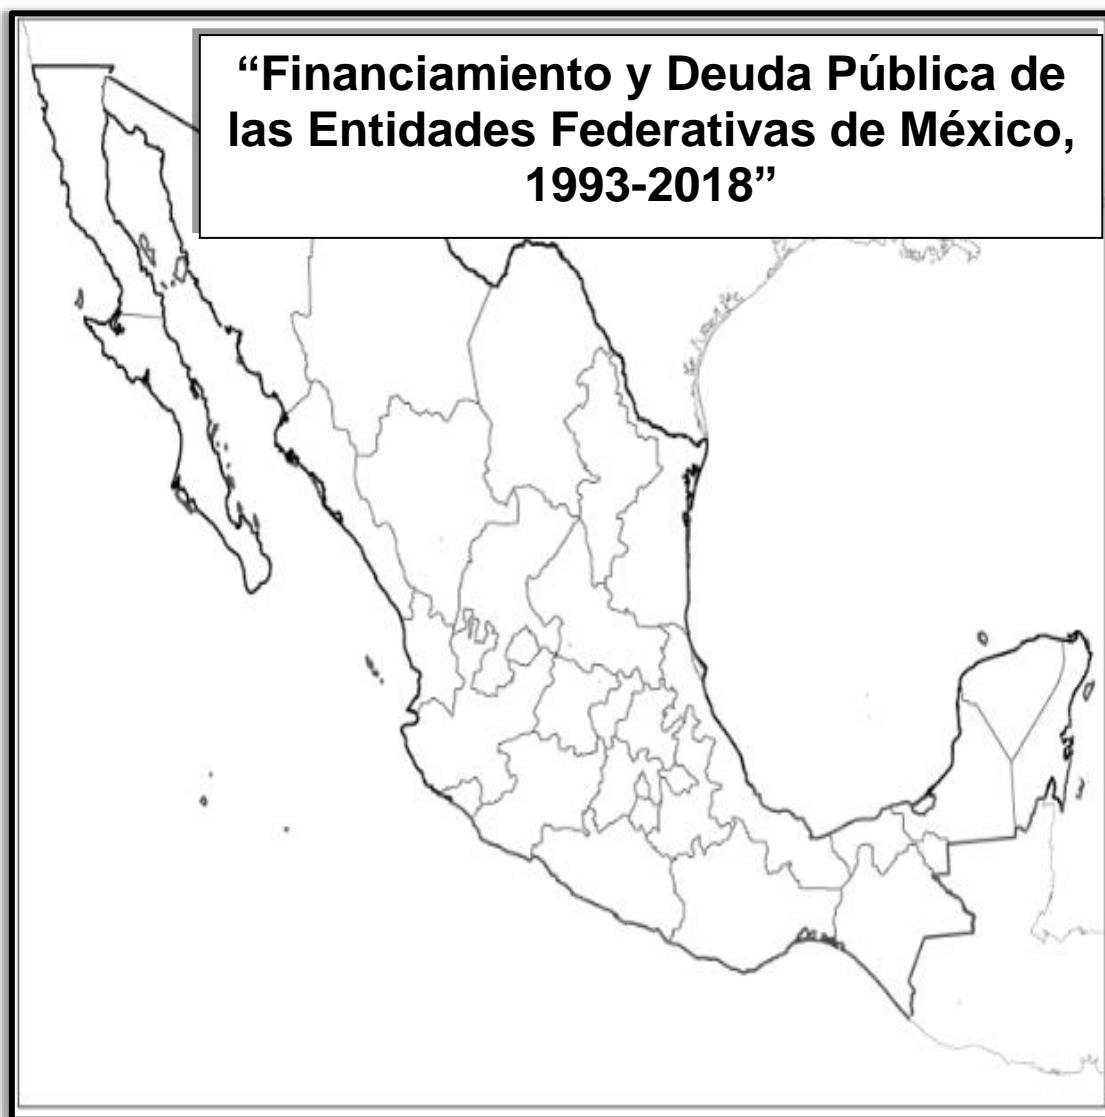 “Financiamiento y Deuda Pública de
las Entidades Federativas de México,
1993-2018”